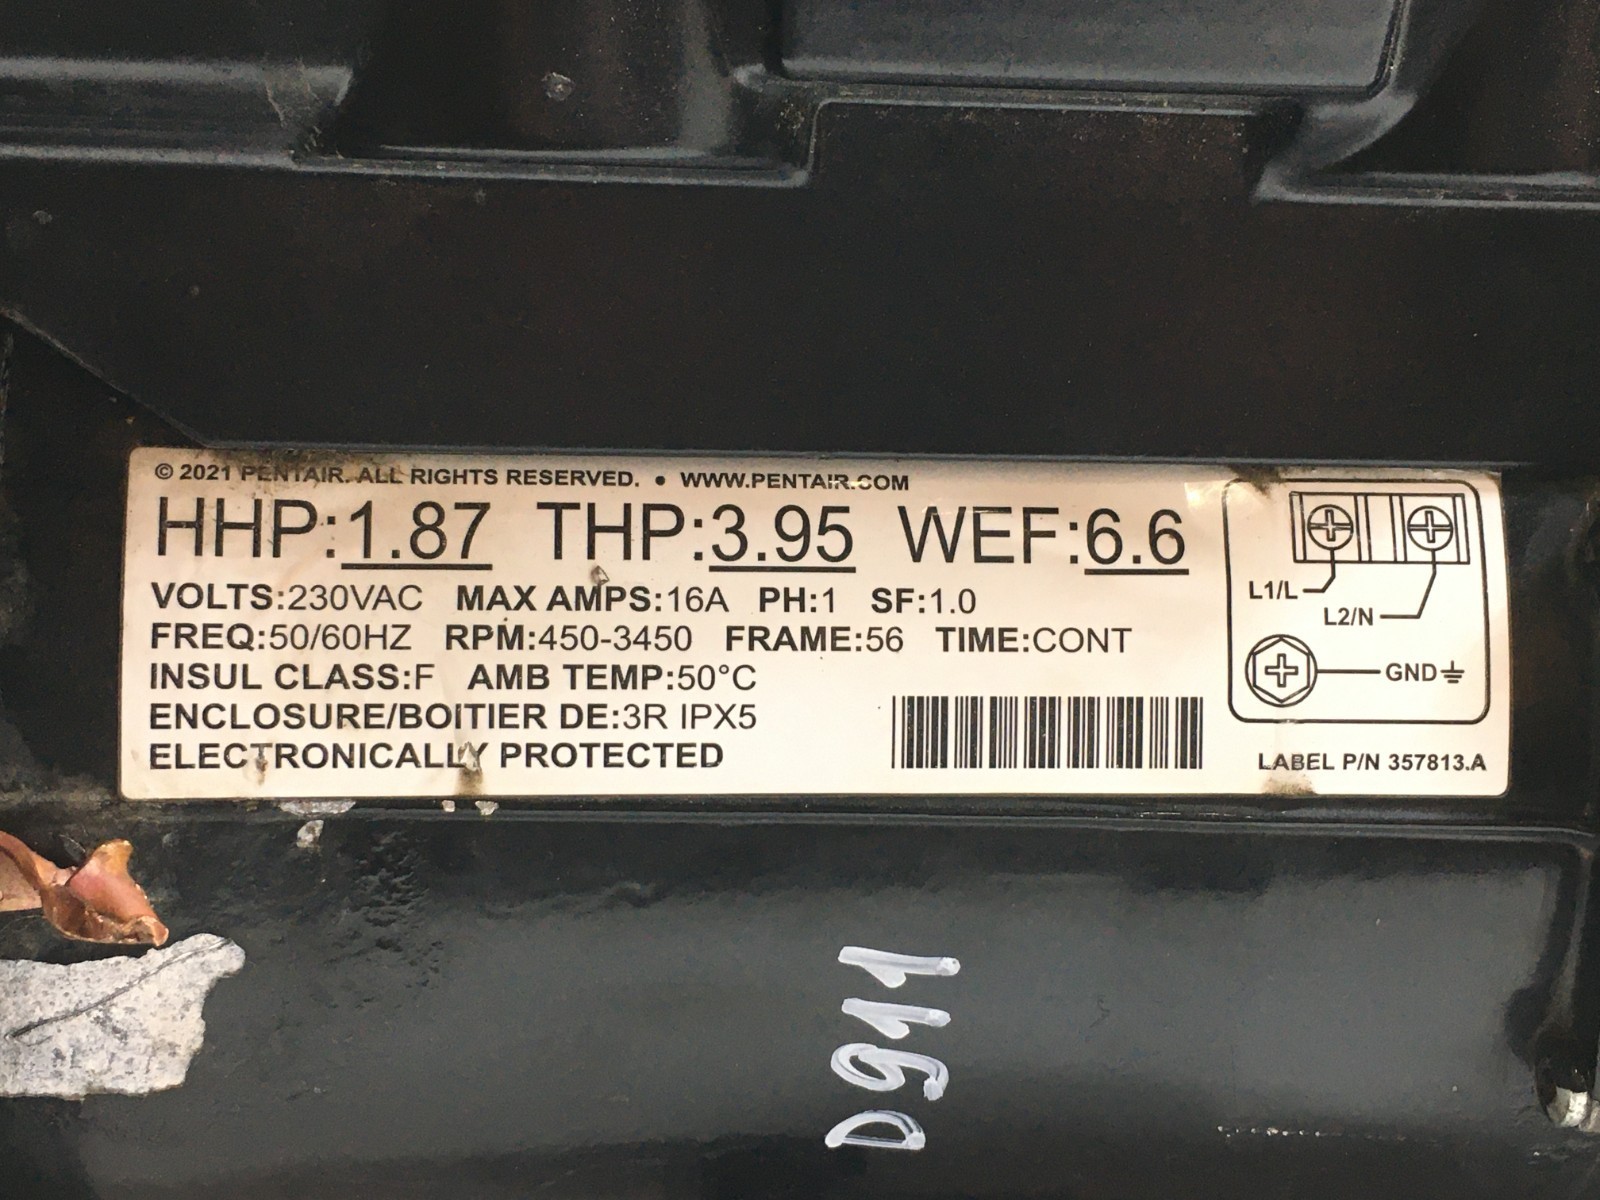 © 2021 PENTAIR. ALL RIGHTS RESERVED. • WWW.PENTAIR.COM
HHP:1.87 THP:3.95 WEF:6.6
VOLTS:230VAC MAX AMPS:16A PH:1 SF:1.0
FREQ:50/60HZ RPM:450-3450 FRAME:56 TIME:CONT
INSUL CLASS:F AMB TEMP:50°C
ENCLOSURE/BOITIER DE:3R IPX5
ELECTRONICALLY PROTECTED
L1/L
L2/N
GND
LABEL P/N 357813.A
D911